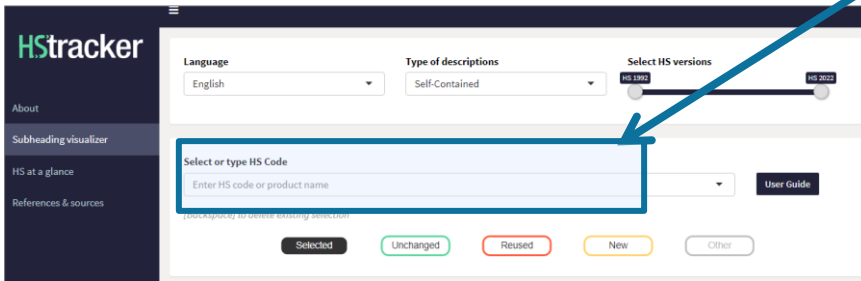 HStracker
About
Subheading visualizer
HS at a glance
References & sources
Language
English
Type of descriptions
Self-Contained
Select HS versions
HS 1992
HS 2022
Select or type HS Code
Enter HS code or product name
User Guide
[Backspace] to delete existing selection
Selected
Unchanged
Reused
New
Other